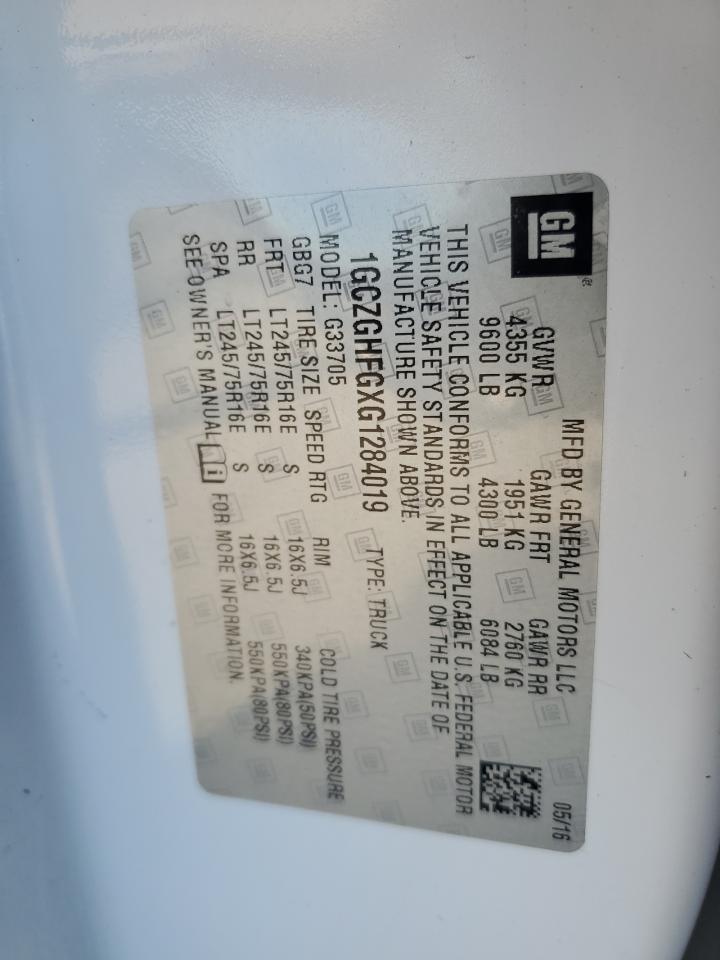 GM
MFD BY GENERAL MOTORS LLC 05/16
GVWR GAWR FRT GAWR RR
4355 KG 1951 KG 2760 KG
9600 LB 4300 LB 6084 LB
THIS VEHICLE CONFORMS TO ALL APPLICABLE U.S. FEDERAL MOTOR
VEHICLE SAFETY STANDARDS IN EFFECT ON THE DATE OF
MANUFACTURE SHOWN ABOVE.
1GCZGHFGXG1284019 TYPE: TRUCK
MODEL: G33705
GBG7 TIRE SIZE SPEED RTG RIM COLD TIRE PRESSURE
FRT LT245/75R16E S 16X6.5J 340KPA(50PSI)
RR LT245/75R16E S 16X6.5J 550KPA(80PSI)
SPA LT245/75R16E S 16X6.5J 550KPA(80PSI)
SEE OWNER'S MANUAL i FOR MORE INFORMATION.